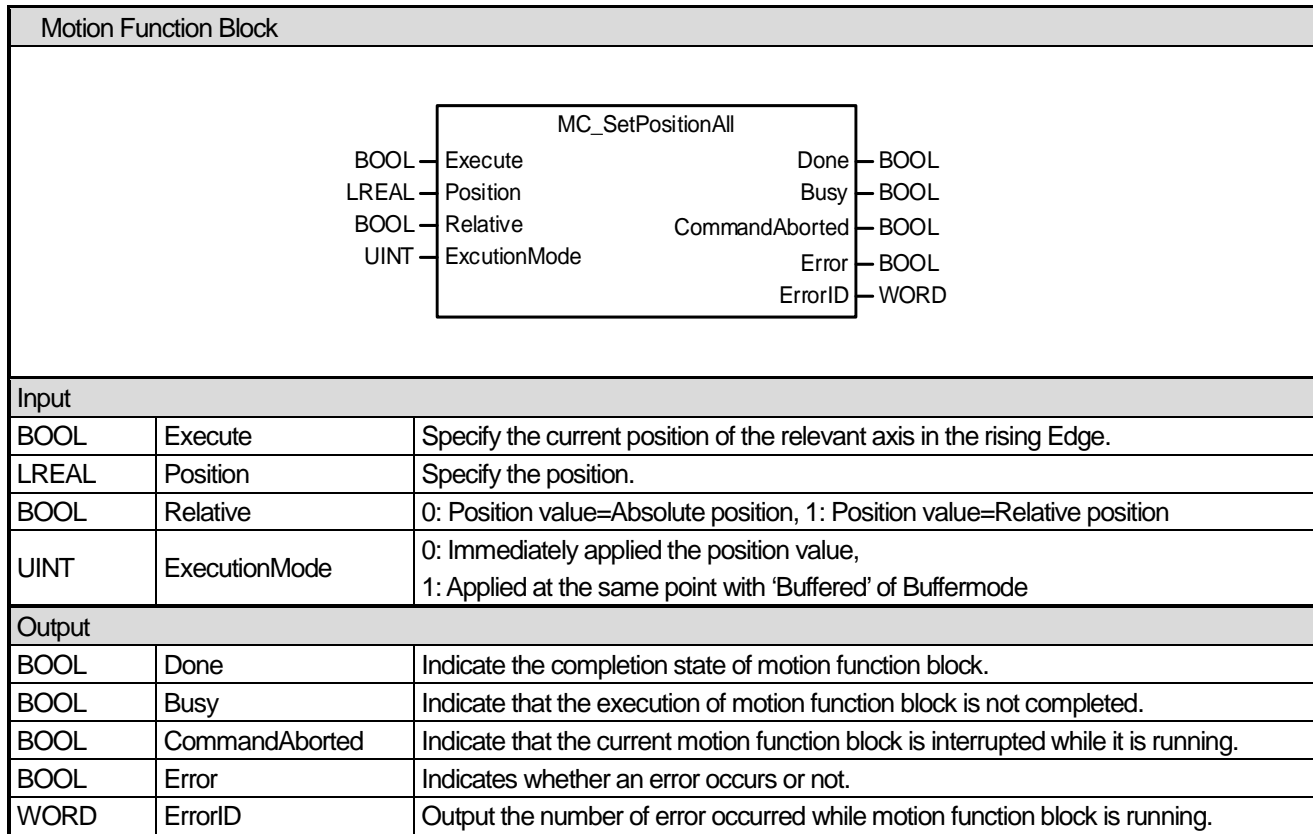 Motion Function Block
MC_SetPositionAll
BOOL Execute Done BOOL
LREAL Position Busy BOOL
BOOL Relative CommandAborted BOOL
UINT ExcutionMode Error BOOL
ErrorID WORD
Input
BOOL Execute Specify the current position of the relevant axis in the rising Edge.
LREAL Position Specify the position.
BOOL Relative 0: Position value=Absolute position, 1: Position value=Relative position
UINT ExecutionMode 0: Immediately applied the position value,
1: Applied at the same point with ‘Buffered’ of Buffermode
Output
BOOL Done Indicate the completion state of motion function block.
BOOL Busy Indicate that the execution of motion function block is not completed.
BOOL CommandAborted Indicate that the current motion function block is interrupted while it is running.
BOOL Error Indicates whether an error occurs or not.
WORD ErrorID Output the number of error occurred while motion function block is running.